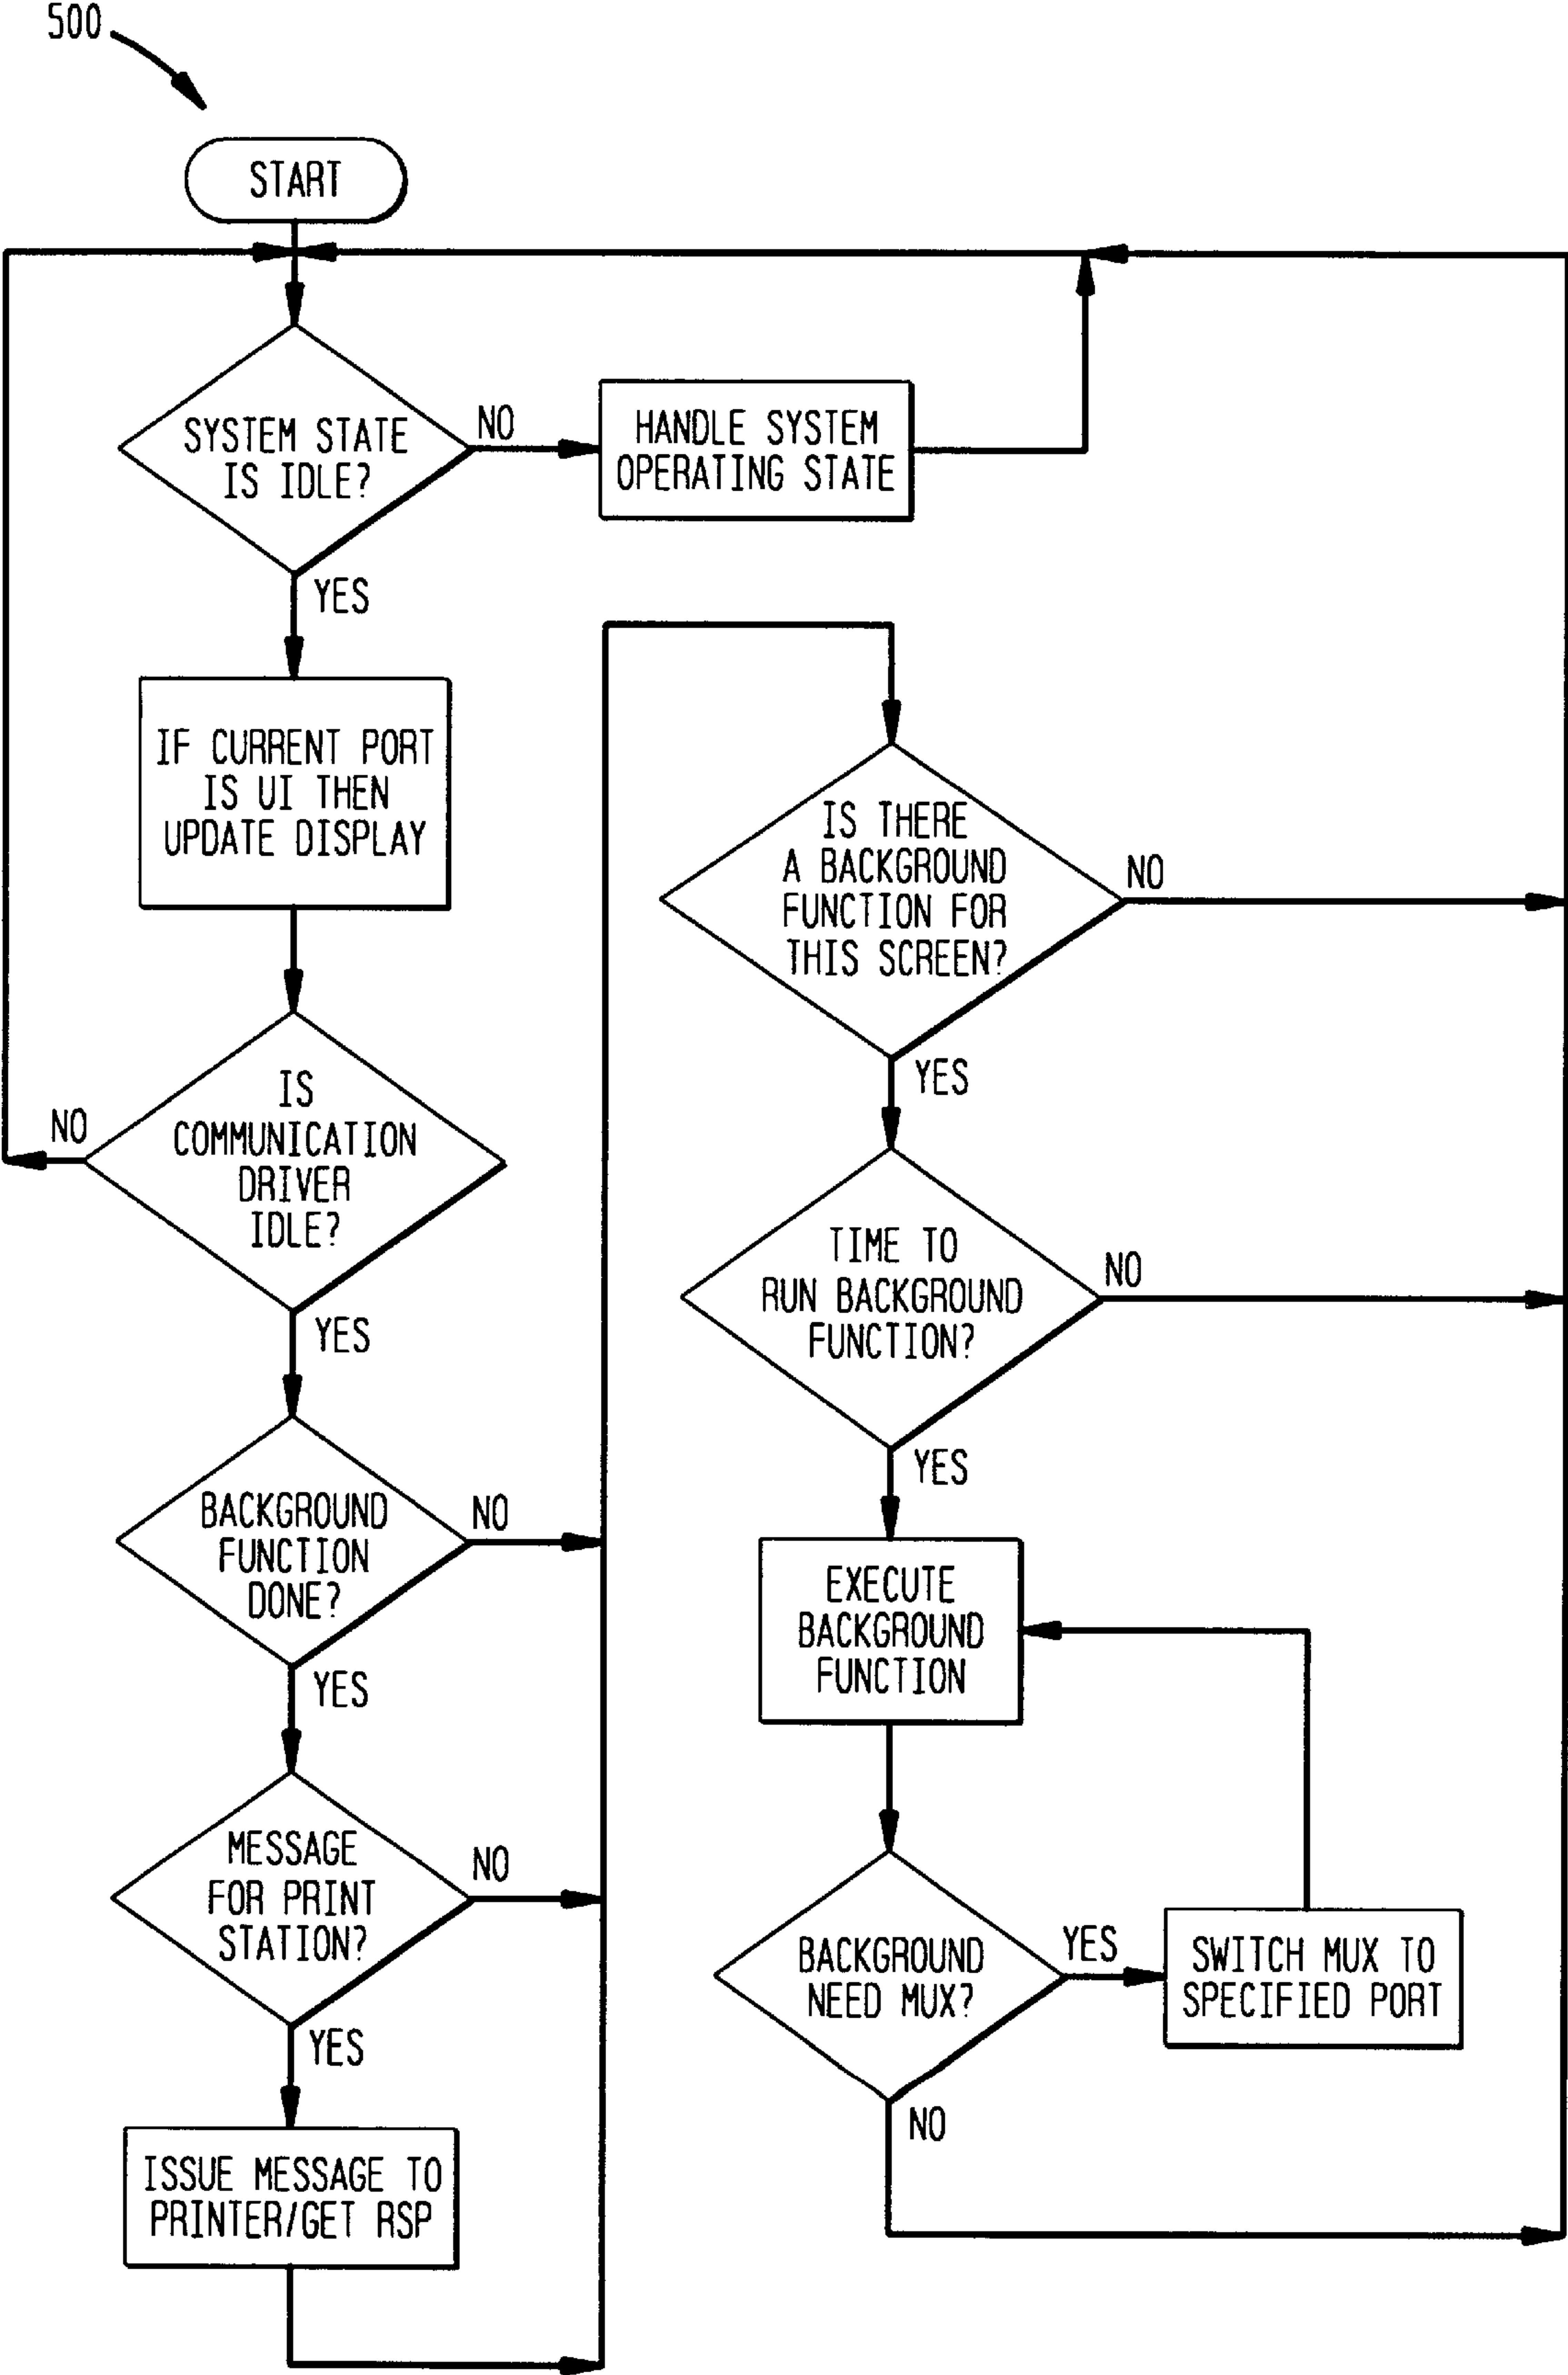 500
START
SYSTEM STATE
IS IDLE?
NO
HANDLE SYSTEM
OPERATING STATE
YES
IF CURRENT PORT
IS UI THEN
UPDATE DISPLAY
IS
COMMUNICATION
DRIVER
IDLE?
NO
YES
BACKGROUND
FUNCTION
DONE?
NO
YES
MESSAGE
FOR PRINT
STATION?
NO
YES
ISSUE MESSAGE TO
PRINTER/GET RSP
IS THERE
A BACKGROUND
FUNCTION FOR
THIS SCREEN?
NO
YES
TIME TO
RUN BACKGROUND
FUNCTION?
NO
YES
EXECUTE
BACKGROUND
FUNCTION
BACKGROUND
NEED MUX?
YES
SWITCH MUX TO
SPECIFIED PORT
NO